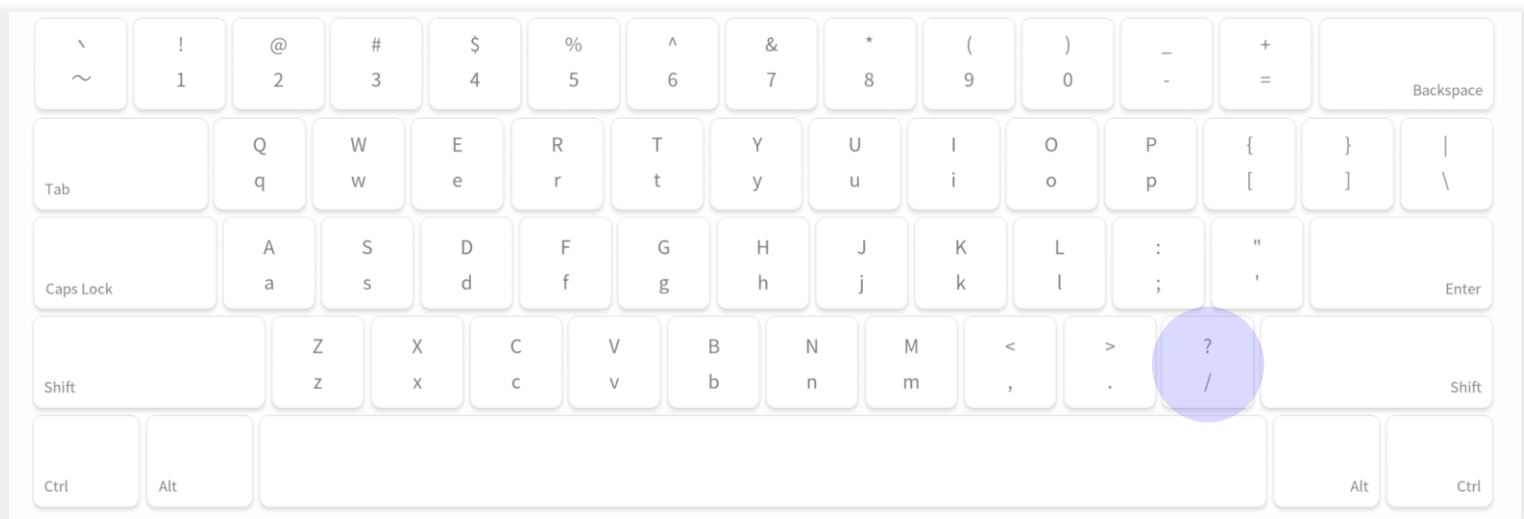 、 ! @ # $ % ^ & * ( ) _ +
～ 1 2 3 4 5 6 7 8 9 0 - = Backspace
Q W E R T Y U I O P { } |
Tab q w e r t y u i o p [ ] \
A S D F G H J K L : "
Caps Lock a s d f g h j k l ; ' Enter
Z X C V B N M < > ?
Shift z x c v b n m , . / Shift
Ctrl Alt Alt Ctrl